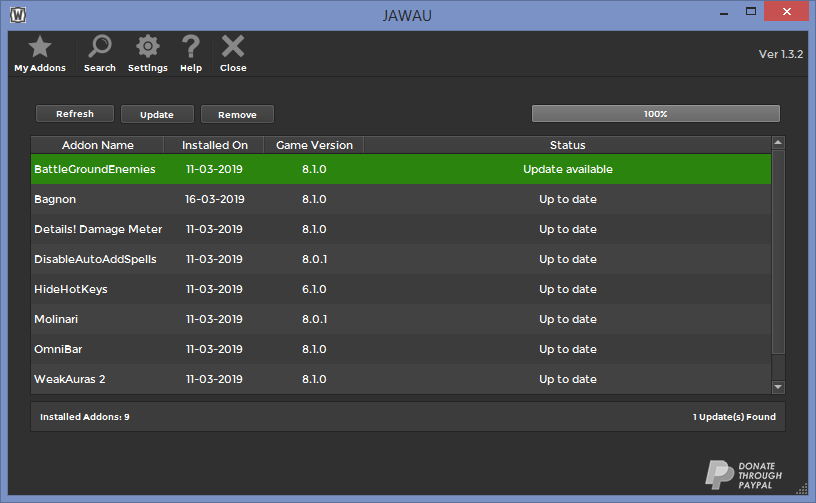 JAWAU
My Addons Search Settings Help Close
Ver 1.3.2
Refresh Update Remove 100%
Addon Name Installed On Game Version Status
BattleGroundEnemies 11-03-2019 8.1.0 Update available
Bagnon 16-03-2019 8.1.0 Up to date
Details! Damage Meter 11-03-2019 8.1.0 Up to date
DisableAutoAddSpells 11-03-2019 8.0.1 Up to date
HideHotKeys 11-03-2019 6.1.0 Up to date
Molinari 11-03-2019 8.0.1 Up to date
OmniBar 11-03-2019 8.1.0 Up to date
WeakAuras 2 11-03-2019 8.1.0 Up to date
Installed Addons: 9 1 Update(s) Found
DONATE
THROUGH
PAYPAL